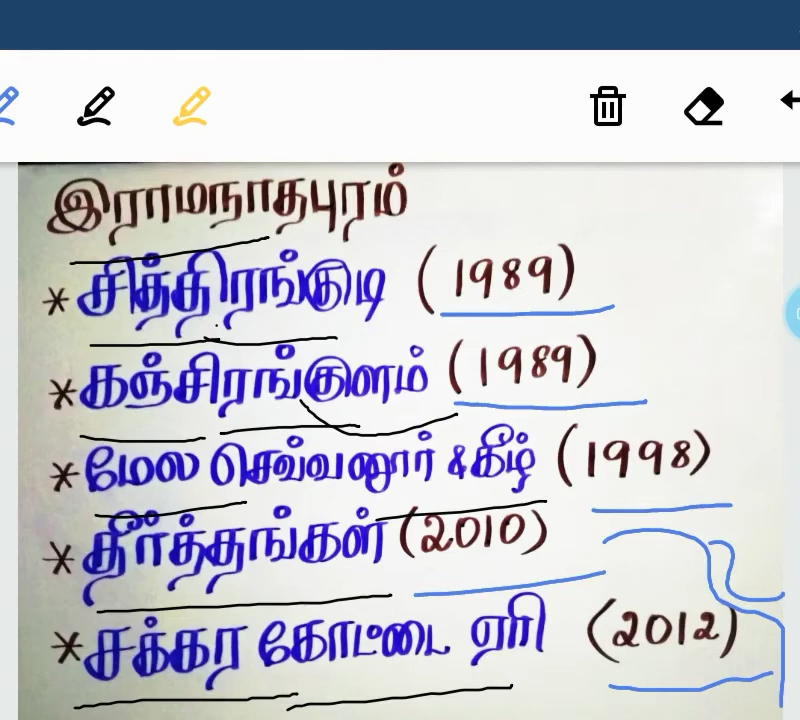 இராமநாதபுரம்
* சித்திரங்குடி (1989)
* கஞ்சிரங்குளம் (1989)
* மேல செவ்வனூர் & கீழ் (1998)
* தீர்த்தங்கள் (2010)
* சக்கர கோட்டை ஏரி (2012)